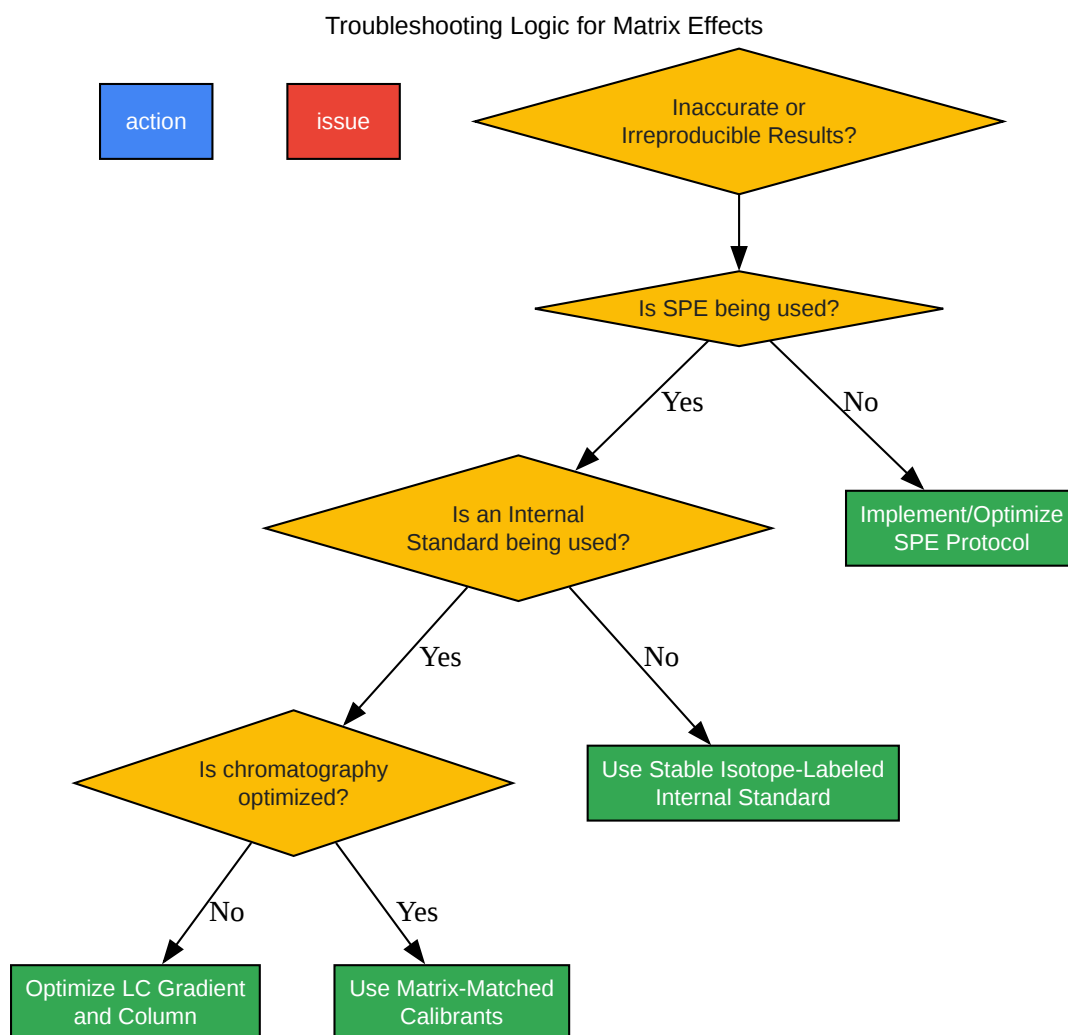 Troubleshooting Logic for Matrix Effects
action
issue
Inaccurate or
Irreproducible Results?
Is SPE being used?
Yes
No
Is an Internal
Standard being used?
Implement/Optimize
SPE Protocol
Yes
No
Is chromatography
optimized?
Use Stable Isotope-Labeled
Internal Standard
No
Yes
Optimize LC Gradient
and Column
Use Matrix-Matched
Calibrants